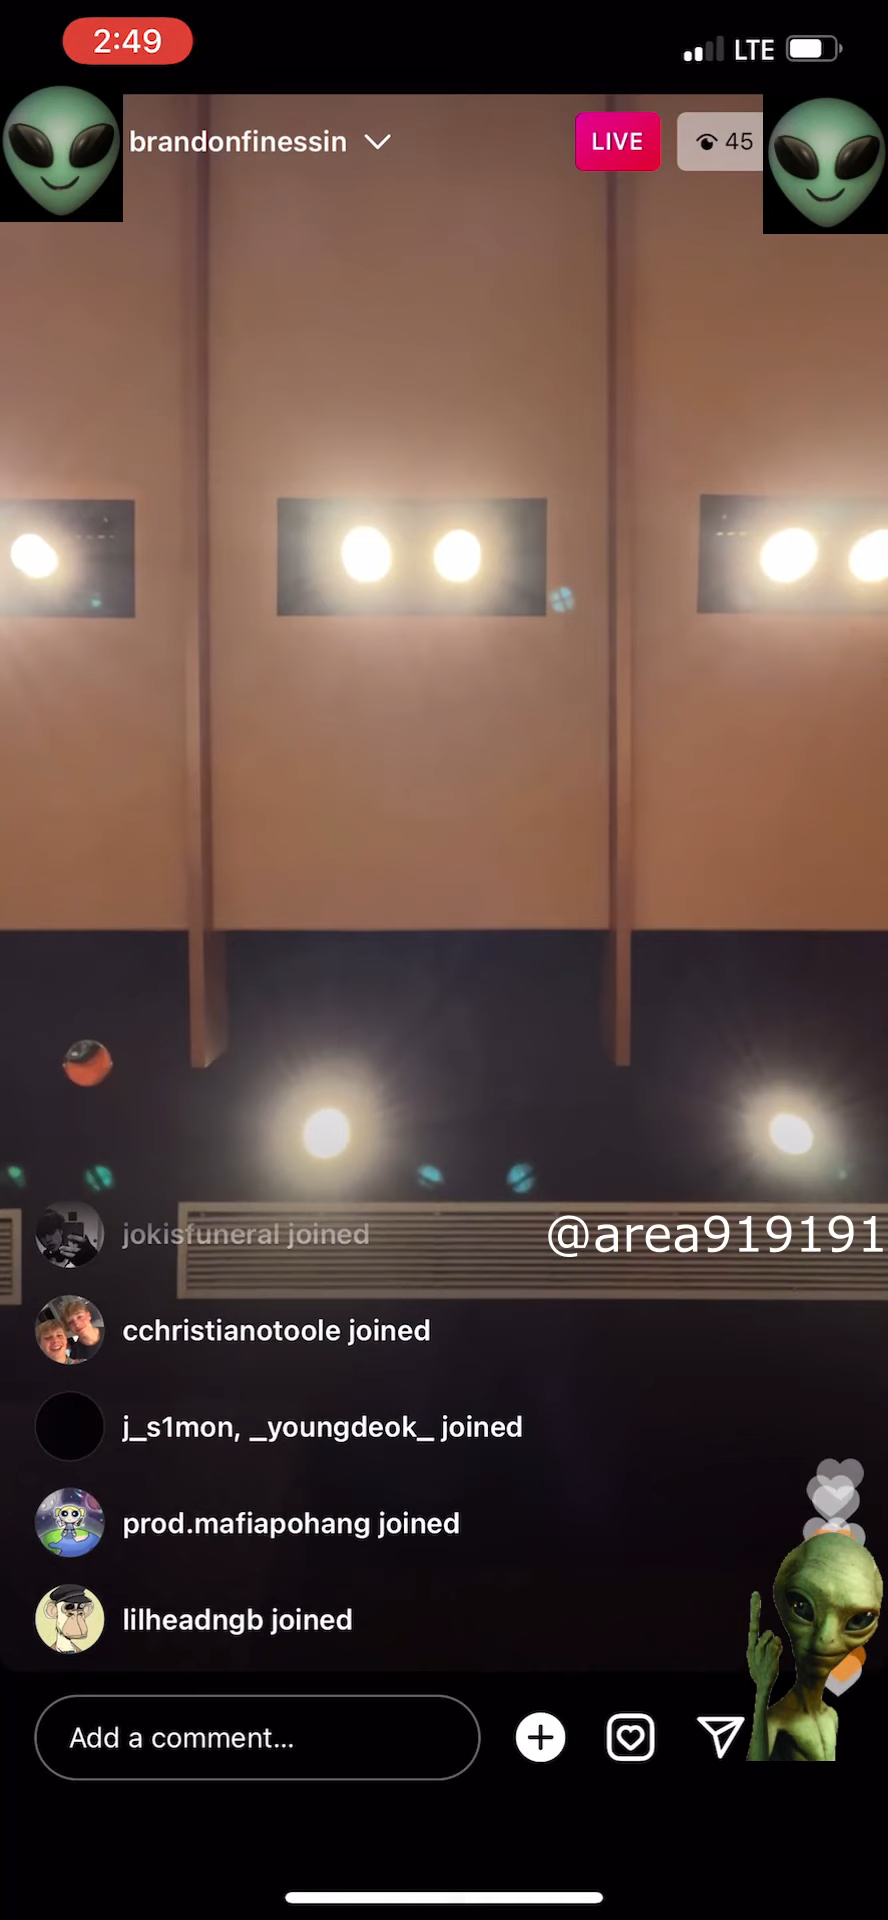 2:49
LTE
brandonfinessin
LIVE
45
jokisfuneral joined
@area919191
cchristianotoole joined
j_s1mon, _youngdeok_ joined
prod.mafiapohang joined
lilheadngb joined
Add a comment...